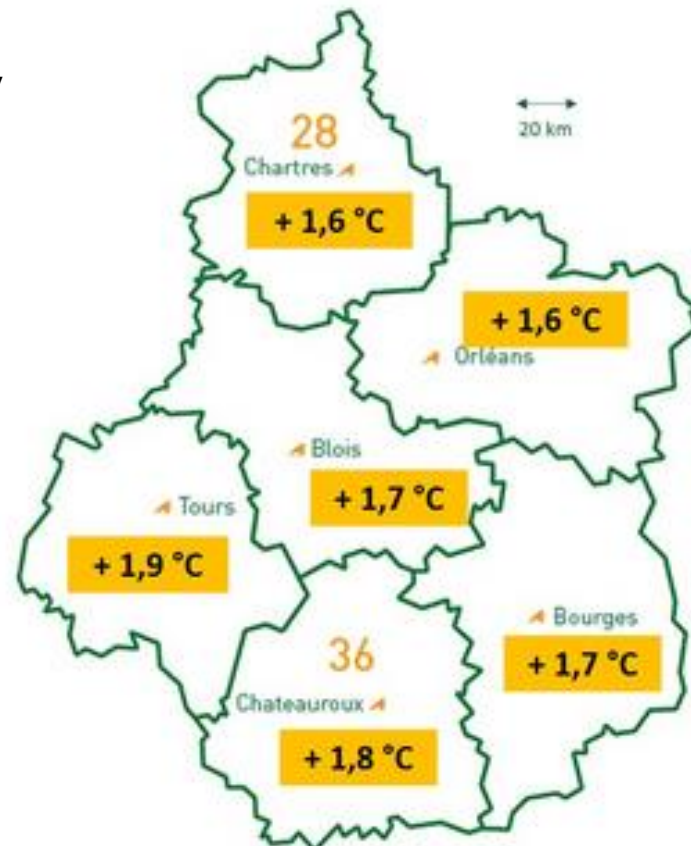 28
20 km
Chartres
+ 1,6 °C
+ 1,6 °C
Orléans
Blois
+ 1,7 °C
Tours
+ 1,9 °C
Bourges
+ 1,7 °C
36
Chateauroux
+ 1,8 °C